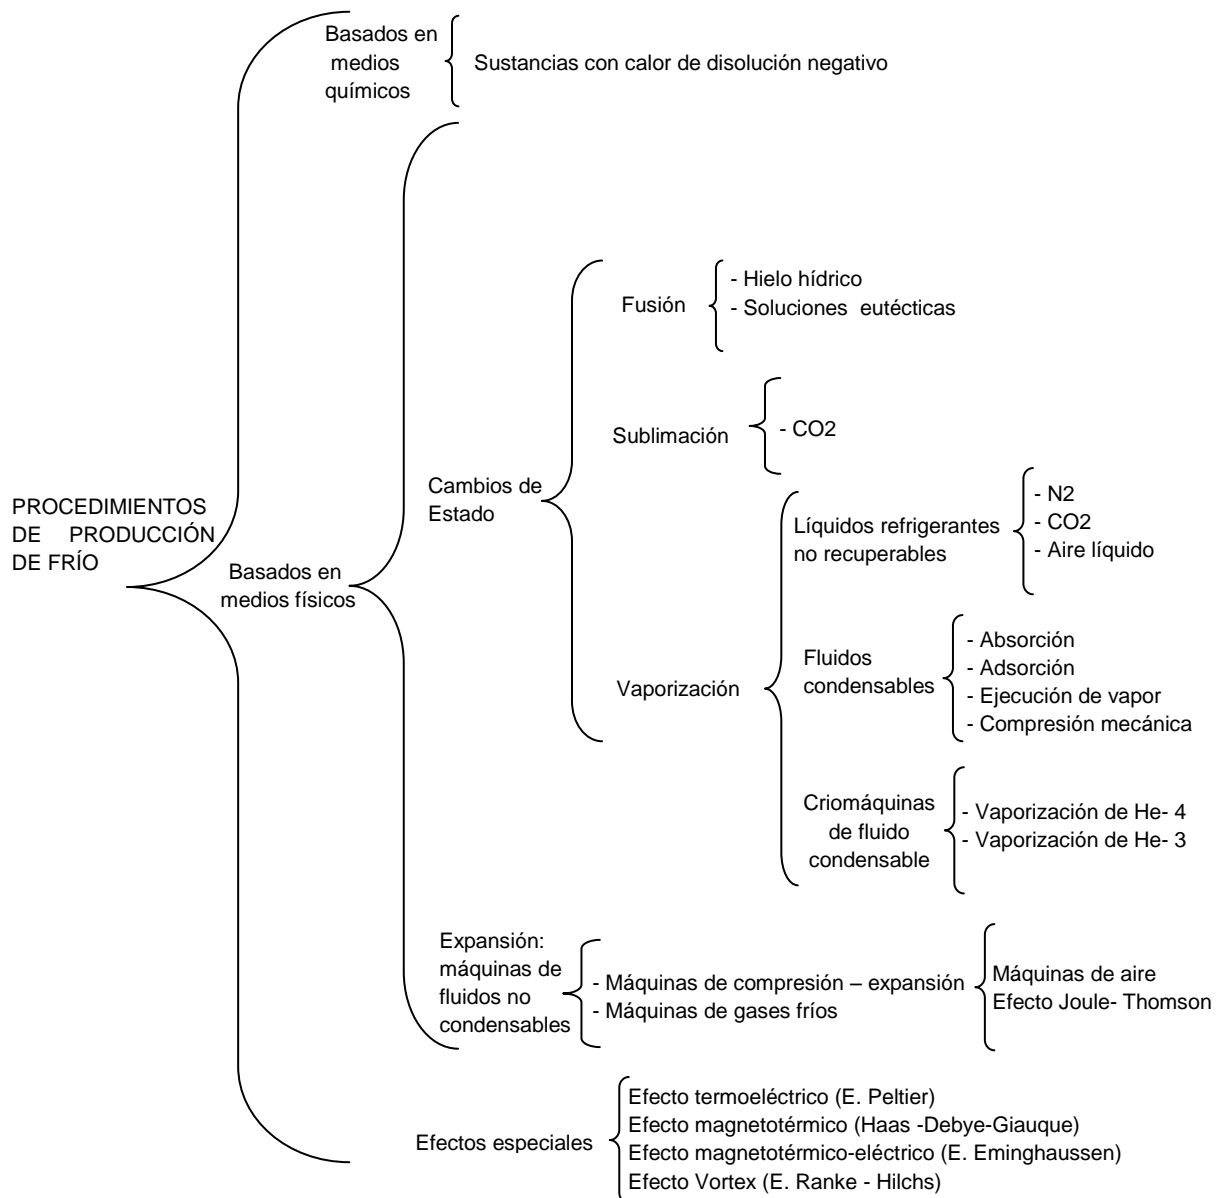 Basados en
medios
químicos
Sustancias con calor de disolución negativo
- Hielo hídrico
Fusión
- Soluciones eutécticas
Sublimación
- CO2
Cambios de
Estado
PROCEDIMIENTOS
DE PRODUCCIÓN
DE FRÍO
Basados en
medios físicos
Líquidos refrigerantes
no recuperables
- N2
- CO2
- Aire líquido
Vaporización
Fluidos
condensables
- Absorción
- Adsorción
- Ejecución de vapor
- Compresión mecánica
Criomáquinas
de fluido
condensable
- Vaporización de He- 4
- Vaporización de He- 3
Expansión:
máquinas de
fluidos no
condensables
- Máquinas de compresión – expansión
- Máquinas de gases fríos
Máquinas de aire
Efecto Joule- Thomson
Efectos especiales
Efecto termoeléctrico (E. Peltier)
Efecto magnetotérmico (Haas -Debye-Giauque)
Efecto magnetotérmico-eléctrico (E. Eminghaussen)
Efecto Vortex (E. Ranke - Hilchs)